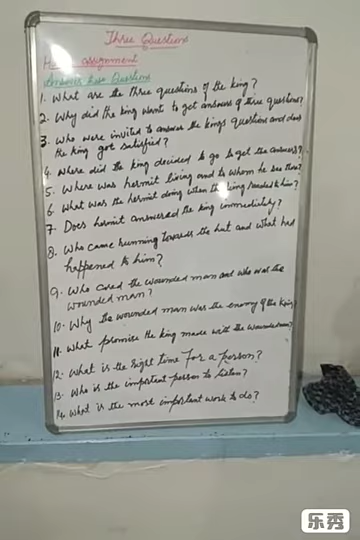 Three Questions
assignment
Answers these Questions
1. What are the three questions of the king?
2. Why did the king want to get answers of three questions?
3. Who were invited to answer the kings questions and does
the king got satisfied?
4. Where did the king decided to go to get the answers?
5. Where was hermit living and to whom he see there?
6. What was the hermit doing when the king reached to him?
7. Does hermit answered the king immediately?
8. Who came running towards the hut and what had
happened to him?
9. Who cured the wounded man and who was the
wounded man?
10. Why the wounded man was the enemy of the king?
11. What promise the king made with the wounded man?
12. What is the right time for a person?
13. Who is the important person to listen?
14. What is the most important work to do?
乐秀